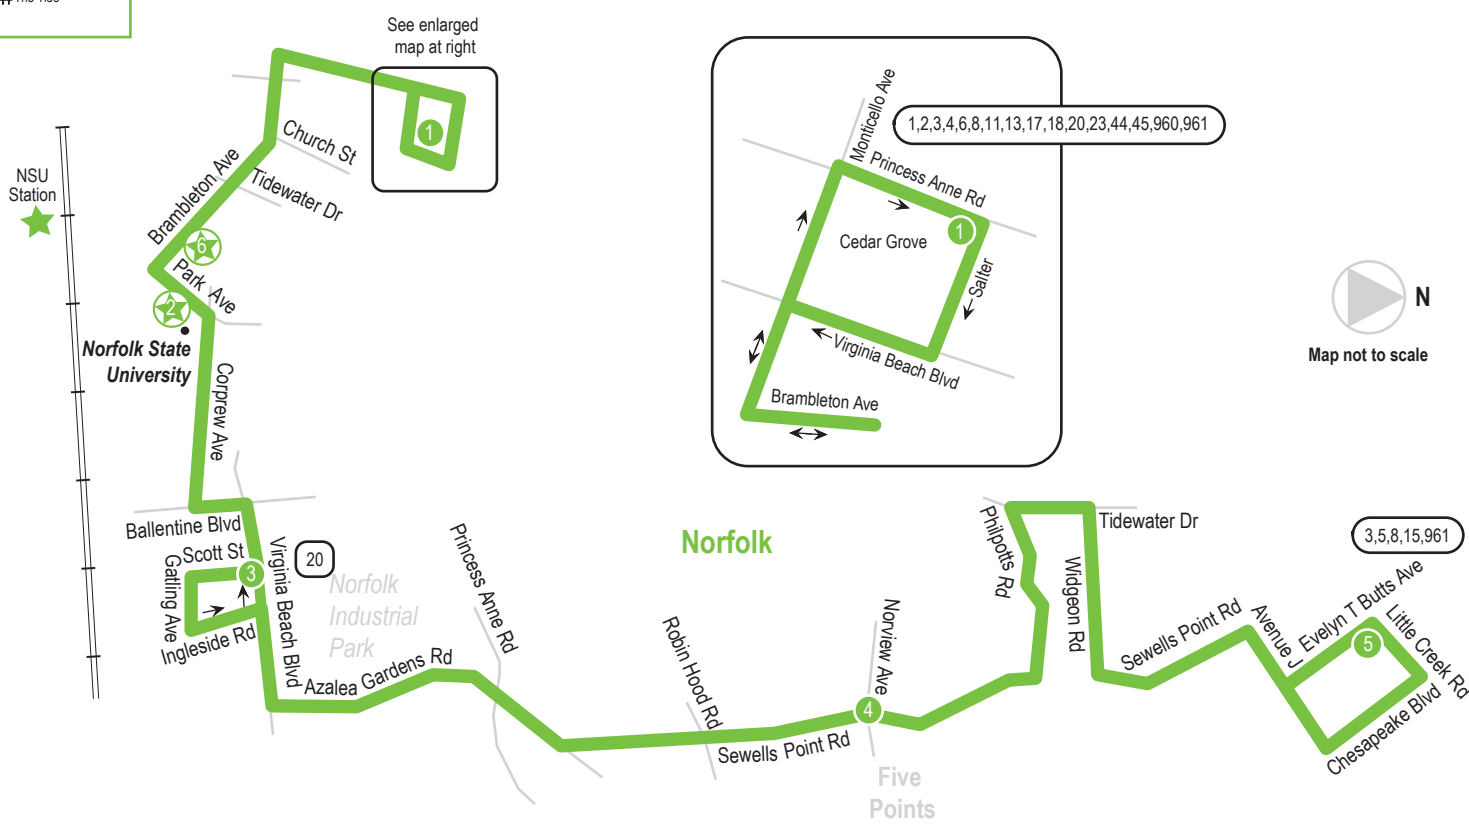 See enlarged
map at right
1
Church St
Tidewater Dr
Brambleton Ave
6
Park Ave
2
NSU
Station
Norfolk State
University
Corprew Ave
Ballentine Blvd
Scott St
3
Gatling Ave
Ingleside Rd
Virginia Beach Blvd
20
Norfolk
Industrial
Park
Azalea Gardens Rd
Princess Anne Rd
Norfolk
Robin Hood Rd
Sewells Point Rd
4
Norview Ave
Five
Points
Philpotts Rd
Tidewater Dr
Widgeon Rd
Sewells Point Rd
Avenue J
Evelyn T Butts Ave
5
Little Creek Rd
Chesapeake Blvd
3,5,8,15,961
Monticello Ave
1,2,3,4,6,8,11,13,17,18,20,23,44,45,960,961
Princess Anne Rd
1
Cedar Grove
Salter
Virginia Beach Blvd
Brambleton Ave
N
Map not to scale